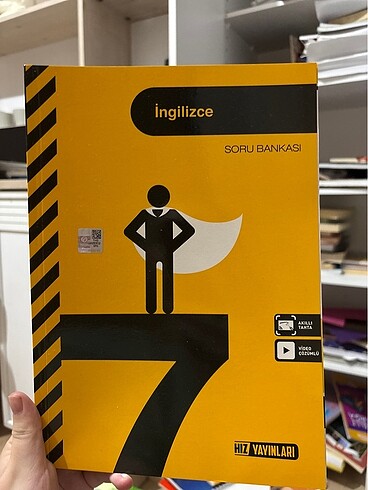 İngilizce
SORU BANKASI
AKILLI
TAHTA
VİDEO
ÇÖZÜMLÜ
7
HIZ YAYINLARI